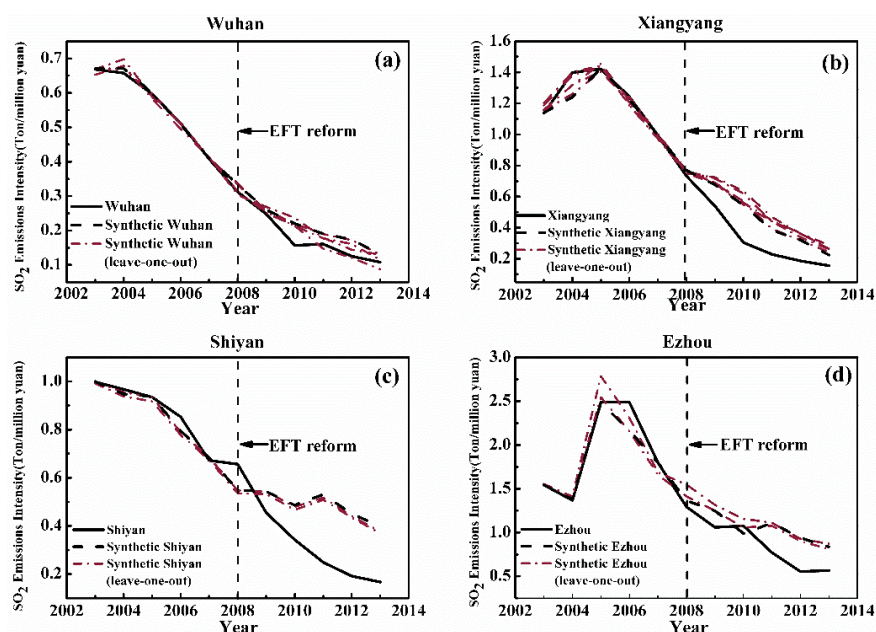 Wuhan
SO2 Emissions Intensity(Ton/million yuan)
0.7
0.6
0.5
0.4
0.3
0.2
0.1
(a)
EFT reform
Wuhan
Synthetic Wuhan
Synthetic Wuhan
(leave-one-out)
2002 2004 2006 2008 2010 2012 2014
Year
Xiangyang
SO2 Emissions Intensity(Ton/million yuan)
1.6
1.4
1.2
1.0
0.8
0.6
0.4
0.2
(b)
EFT reform
Xiangyang
Synthetic Xiangyang
Synthetic Xiangyang
(leave-one-out)
2002 2004 2006 2008 2010 2012 2014
Year
Shiyan
SO2 Emissions Intensity(Ton/million yuan)
1.0
0.8
0.6
0.4
0.2
(c)
EFT reform
Shiyan
Synthetic Shiyan
Synthetic Shiyan
(leave-one-out)
2002 2004 2006 2008 2010 2012 2014
Year
Ezhou
SO2 Emissions Intensity(Ton/million yuan)
3.0
2.5
2.0
1.5
1.0
0.5
(d)
EFT reform
Ezhou
Synthetic Ezhou
Synthetic Ezhou
(leave-one-out)
2002 2004 2006 2008 2010 2012 2014
Year